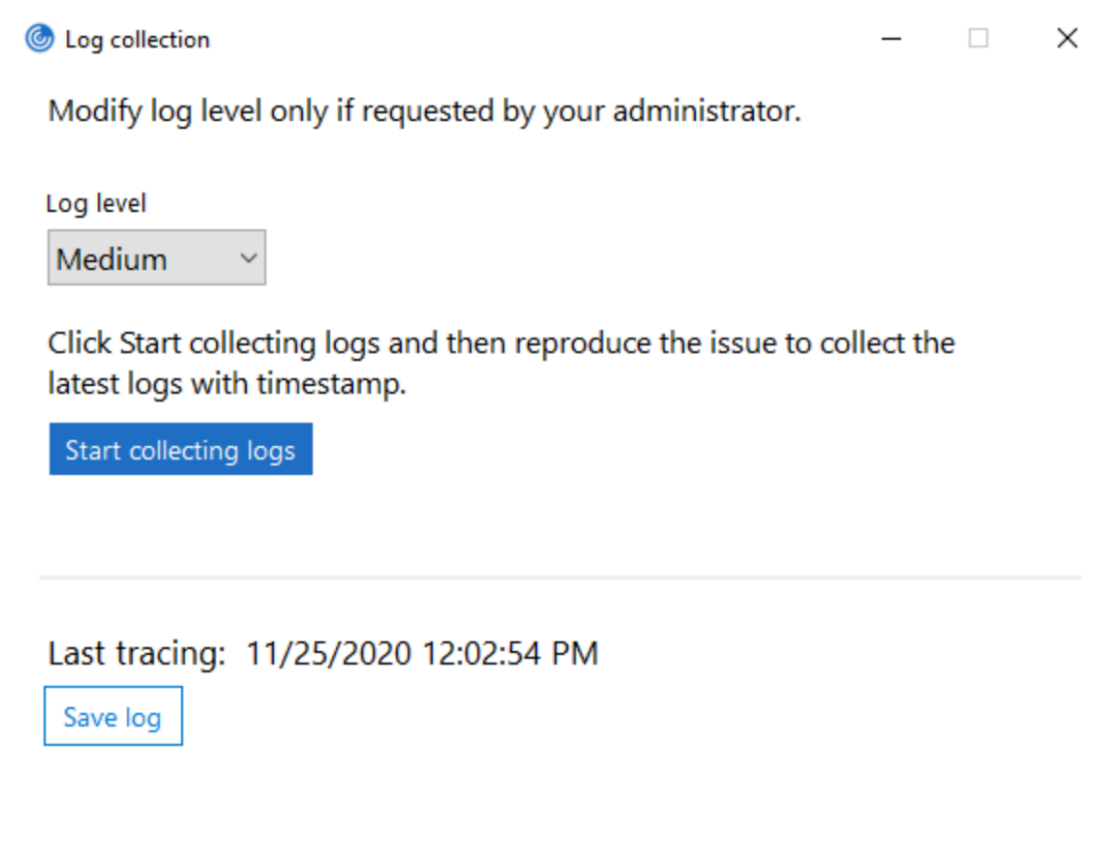 Log collection
Modify log level only if requested by your administrator.
Log level
Medium
Click Start collecting logs and then reproduce the issue to collect the
latest logs with timestamp.
Start collecting logs
Last tracing: 11/25/2020 12:02:54 PM
Save log